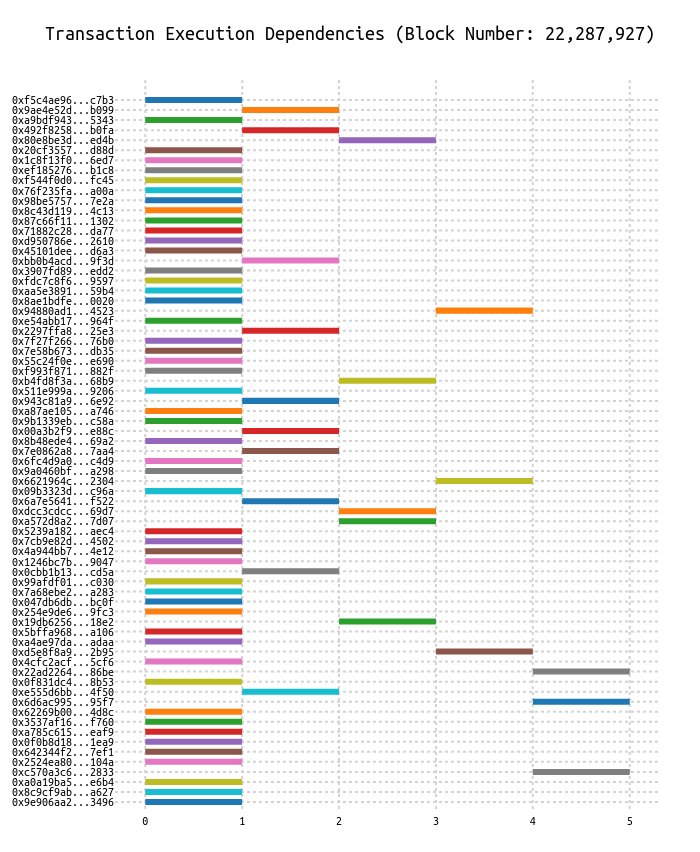 Transaction Execution Dependencies (Block Number: 22,287,927)
0xf5c4ae96...c7b3
0x9ae4e52d...b099
0xa9bdf943...5343
0x492f8258...b0fa
0x80e8be3d...ed4b
0x20cf3557...d88d
0x1c8f13f0...6ed7
0xef185276...b1c8
0xf544f0d0...fc45
0x76f235fa...a00a
0x98be5757...7e2a
0x8c43d119...4c13
0x87c66f11...1302
0x71882c28...da77
0xd950786e...2610
0x45101dee...d6a3
0xbb0b4acd...9f3d
0x3907fd89...edd2
0xfdc7c8f6...9597
0xaa5e3891...59b4
0x8ae1bdfe...0020
0x94880ad1...4523
0xe54abb17...964f
0x2297ffa8...25e3
0x7f27f266...76b0
0x7e58b673...db35
0x55c24f0e...e690
0xf993f871...882f
0xb4fd8f3a...68b9
0x511e999a...9206
0x943c81a9...6e92
0xa87ae105...a746
0x9b1339eb...c58a
0x00a3b2f9...e88c
0x8b48ede4...69a2
0x7e0862a8...7aa4
0x6fc4d9a0...c4d9
0x9a0460bf...a298
0x6621964c...2304
0x09b3323d...c96a
0x6a7e5641...f522
0xdcc3cdcc...69d7
0xa572d8a2...7d07
0x5239a182...aec4
0x7cb9e82d...4502
0x4a944bb7...4e12
0x1246bc7b...9047
0x0cbb1b13...cd5a
0x99afdf01...c030
0x7a68ebe2...a283
0x047db6db...bc0f
0x254e9de6...9fc3
0x19db6256...18e2
0x5bffa968...a106
0xa4ae97da...adaa
0xd5e8f8a9...2b95
0x4cfc2acf...5cf6
0x22ad2264...86be
0x0f831dc4...8b53
0xe555d6bb...4f50
0x6d6ac995...95f7
0x62269b00...4d8c
0x3537af16...f760
0xa785c615...eaf9
0x0f0b8d18...1ea9
0x642344f2...7ef1
0x2524ea80...104a
0xc570a3c6...2833
0xa0a19ba5...e6b4
0x8c9cf9ab...a627
0x9e906aa2...3496
0 1 2 3 4 5